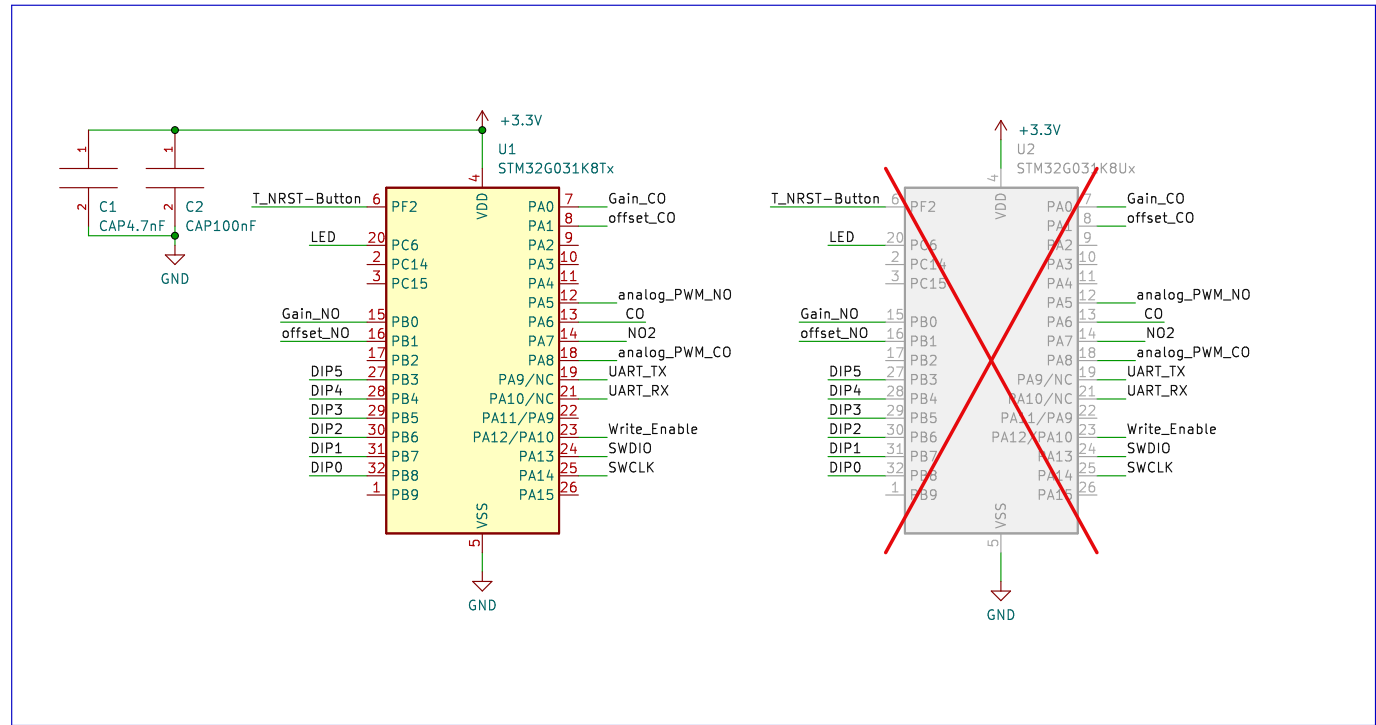 +3.3V
U1
STM32G031K8Tx
4
VDD
1
1
2
2
C1
CAP4.7nF
C2
CAP100nF
GND
T_NRST-Button 6 PF2
LED 20 PC6
2 PC14
3 PC15
Gain_NO 15 PB0
offset_NO 16 PB1
17 PB2
DIP5 27 PB3
DIP4 28 PB4
DIP3 29 PB5
DIP2 30 PB6
DIP1 31 PB7
DIP0 32 PB8
1 PB9
PA0 7 Gain_CO
PA1 8 offset_CO
PA2 9
PA3 10
PA4 11
PA5 12 analog_PWM_NO
PA6 13 CO
PA7 14 NO2
PA8 18 analog_PWM_CO
PA9/NC 19 UART_TX
PA10/NC 21 UART_RX
PA11/PA9 22
PA12/PA10 23 Write_Enable
PA13 24 SWDIO
PA14 25 SWCLK
PA15 26
VSS
5
GND
+3.3V
U2
STM32G031K8Ux
4
VDD
T_NRST-Button 6 PF2
LED 20 PC6
2 PC14
3 PC15
Gain_NO 15 PB0
offset_NO 16 PB1
17 PB2
DIP5 27 PB3
DIP4 28 PB4
DIP3 29 PB5
DIP2 30 PB6
DIP1 31 PB7
DIP0 32 PB8
1 PB9
PA0 7 Gain_CO
PA1 8 offset_CO
PA2 9
PA3 10
PA4 11
PA5 12 analog_PWM_NO
PA6 13 CO
PA7 14 NO2
PA8 18 analog_PWM_CO
PA9/NC 19 UART_TX
PA10/NC 21 UART_RX
PA11/PA9 22
PA12/PA10 23 Write_Enable
PA13 24 SWDIO
PA14 25 SWCLK
PA15 26
VSS
5
GND